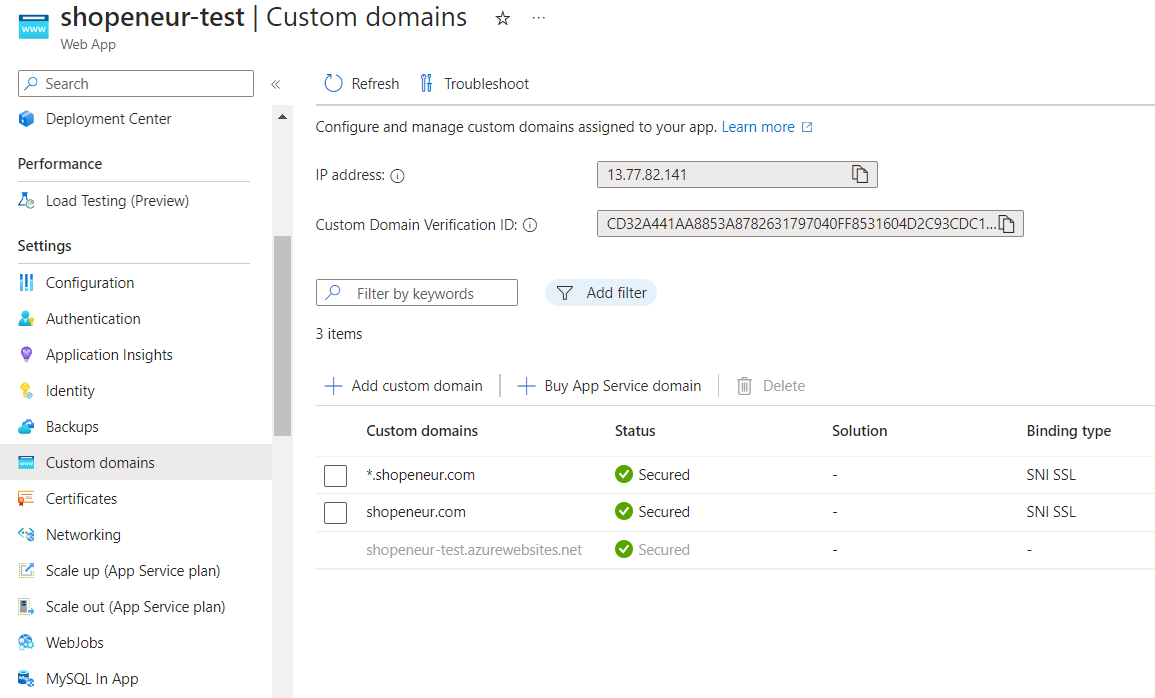 shopeneur-test | Custom domains
Web App
Search
Deployment Center
Performance
Load Testing (Preview)
Settings
Configuration
Authentication
Application Insights
Identity
Backups
Custom domains
Certificates
Networking
Scale up (App Service plan)
Scale out (App Service plan)
WebJobs
MySQL In App
Refresh Troubleshoot
Configure and manage custom domains assigned to your app. Learn more
IP address: 13.77.82.141
Custom Domain Verification ID: CD32A441AA8853A8782631797040FF8531604D2C93CDC1...
Filter by keywords Add filter
3 items
Add custom domain Buy App Service domain Delete
Custom domains Status Solution Binding type
*.shopeneur.com Secured - SNI SSL
shopeneur.com Secured - SNI SSL
shopeneur-test.azurewebsites.net Secured - -